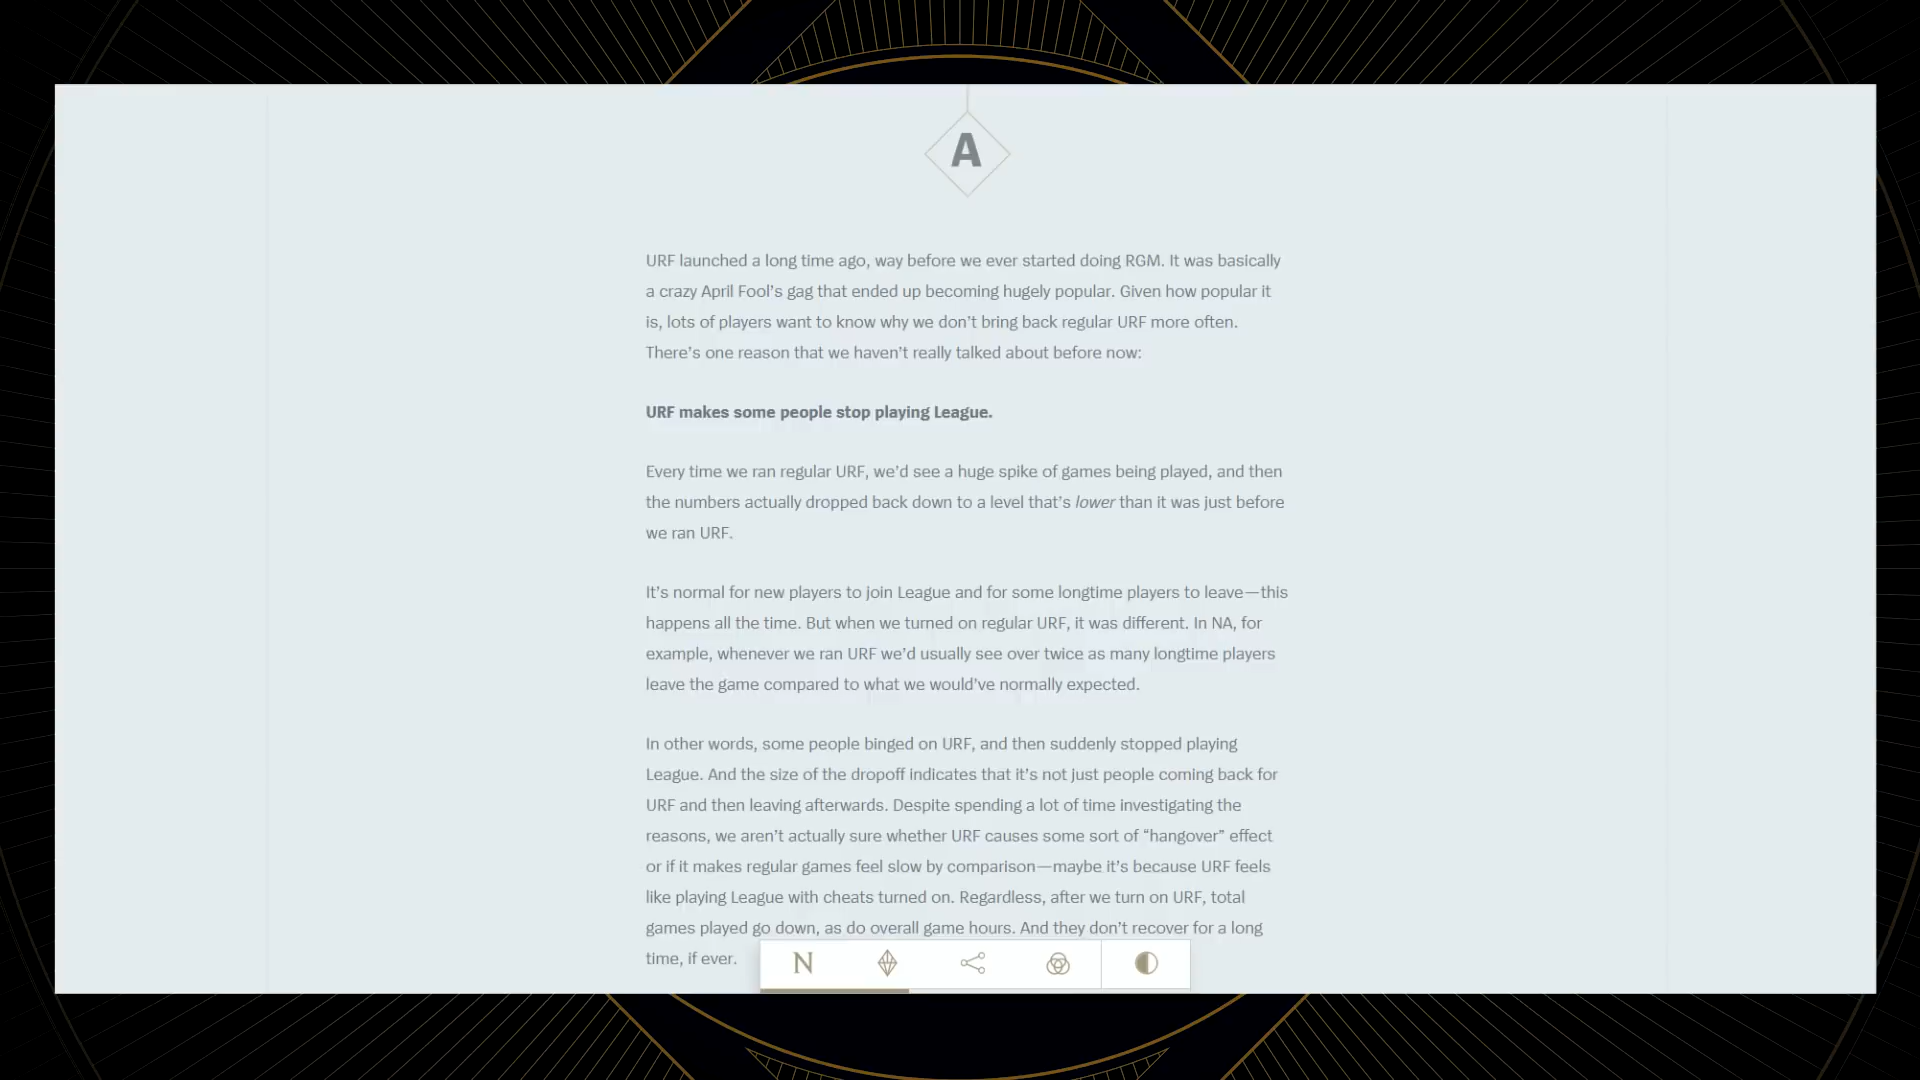 A
URF launched a long time ago, way before we ever started doing RGM. It was basically
a crazy April Fool’s gag that ended up becoming hugely popular. Given how popular it
is, lots of players want to know why we don’t bring back regular URF more often.
There’s one reason that we haven’t really talked about before now:
URF makes some people stop playing League.
Every time we ran regular URF, we’d see a huge spike of games being played, and then
the numbers actually dropped back down to a level that’s lower than it was just before
we ran URF.
It’s normal for new players to join League and for some longtime players to leave—this
happens all the time. But when we turned on regular URF, it was different. In NA, for
example, whenever we ran URF we’d usually see over twice as many longtime players
leave the game compared to what we would’ve normally expected.
In other words, some people binged on URF, and then suddenly stopped playing
League. And the size of the dropoff indicates that it’s not just people coming back for
URF and then leaving afterwards. Despite spending a lot of time investigating the
reasons, we aren’t actually sure whether URF causes some sort of “hangover” effect
or if it makes regular games feel slow by comparison—maybe it’s because URF feels
like playing League with cheats turned on. Regardless, after we turn on URF, total
games played go down, as do overall game hours. And they don’t recover for a long
time, if ever.
N